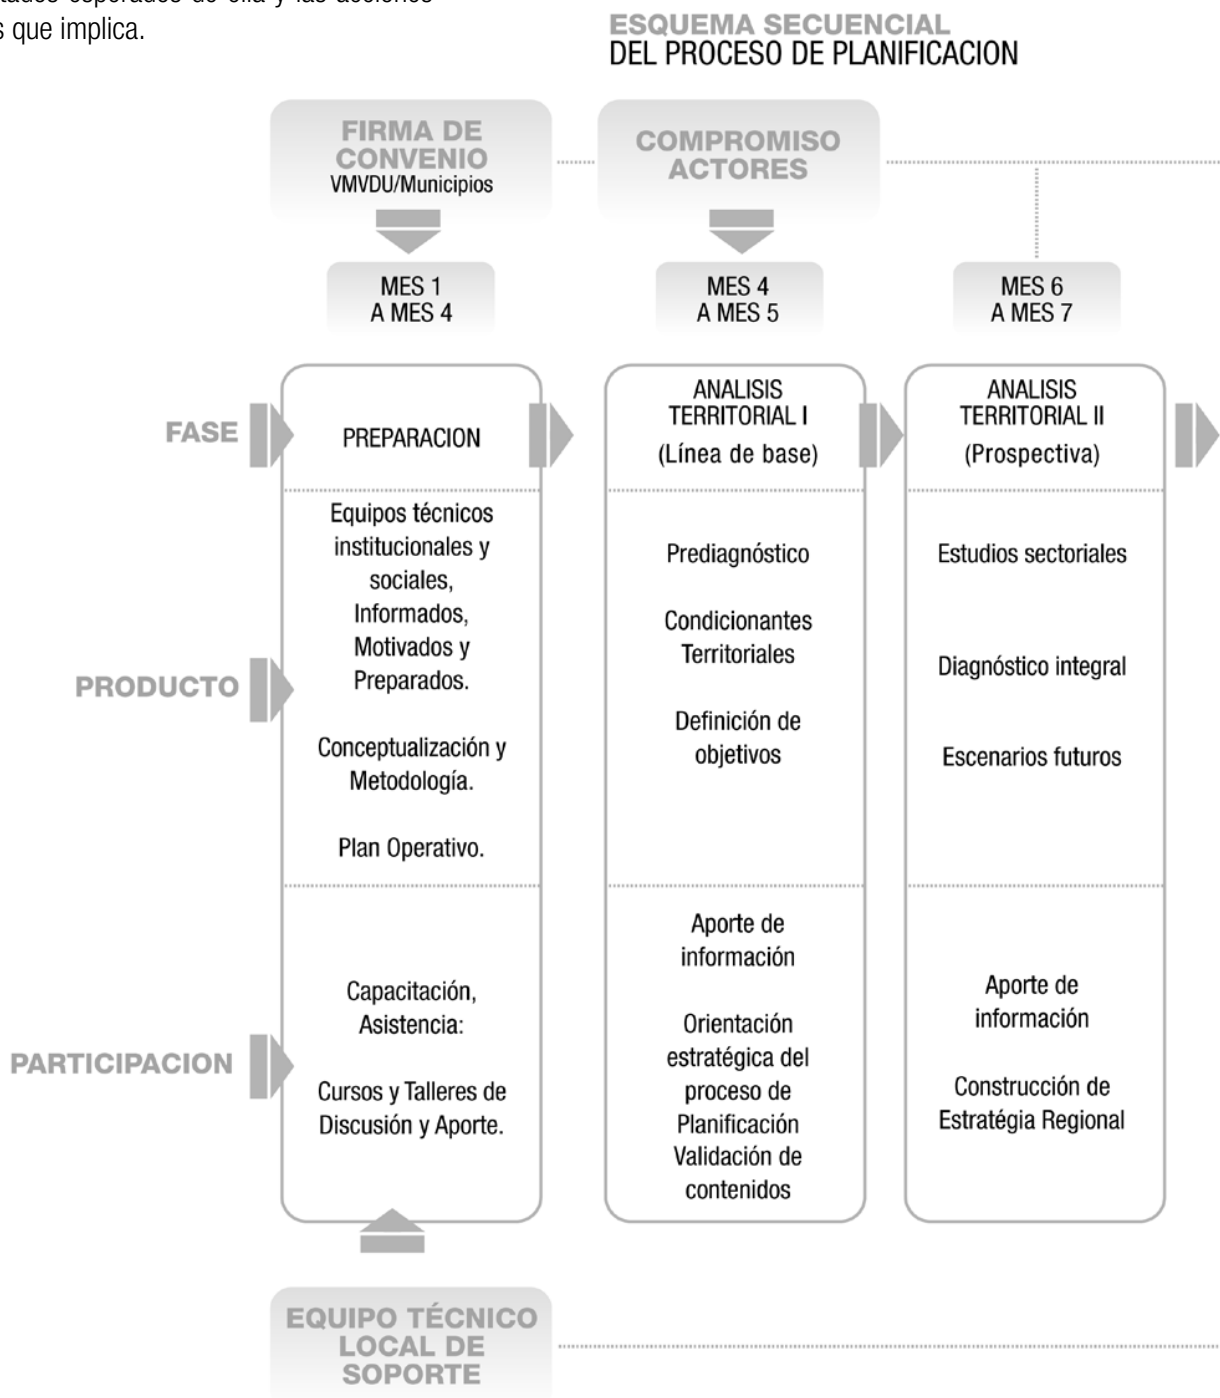 s que implica.
ESQUEMA SECUENCIAL
DEL PROCESO DE PLANIFICACION
FIRMA DE
CONVENIO
VMVDU/Municipios
COMPROMISO
ACTORES
MES 1
A MES 4
MES 4
A MES 5
MES 6
A MES 7
FASE
PREPARACION
ANALISIS
TERRITORIAL I
(Línea de base)
ANALISIS
TERRITORIAL II
(Prospectiva)
PRODUCTO
Equipos técnicos
institucionales y
sociales,
Informados,
Motivados y
Preparados.
Conceptualización y
Metodología.
Plan Operativo.
Prediagnóstico
Condicionantes
Territoriales
Definición de
objetivos
Estudios sectoriales
Diagnóstico integral
Escenarios futuros
PARTICIPACION
Capacitación,
Asistencia:
Cursos y Talleres de
Discusión y Aporte.
Aporte de
información
Orientación
estratégica del
proceso de
Planificación
Validación de
contenidos
Aporte de
información
Construcción de
Estratégia Regional
EQUIPO TÉCNICO
LOCAL DE
SOPORTE